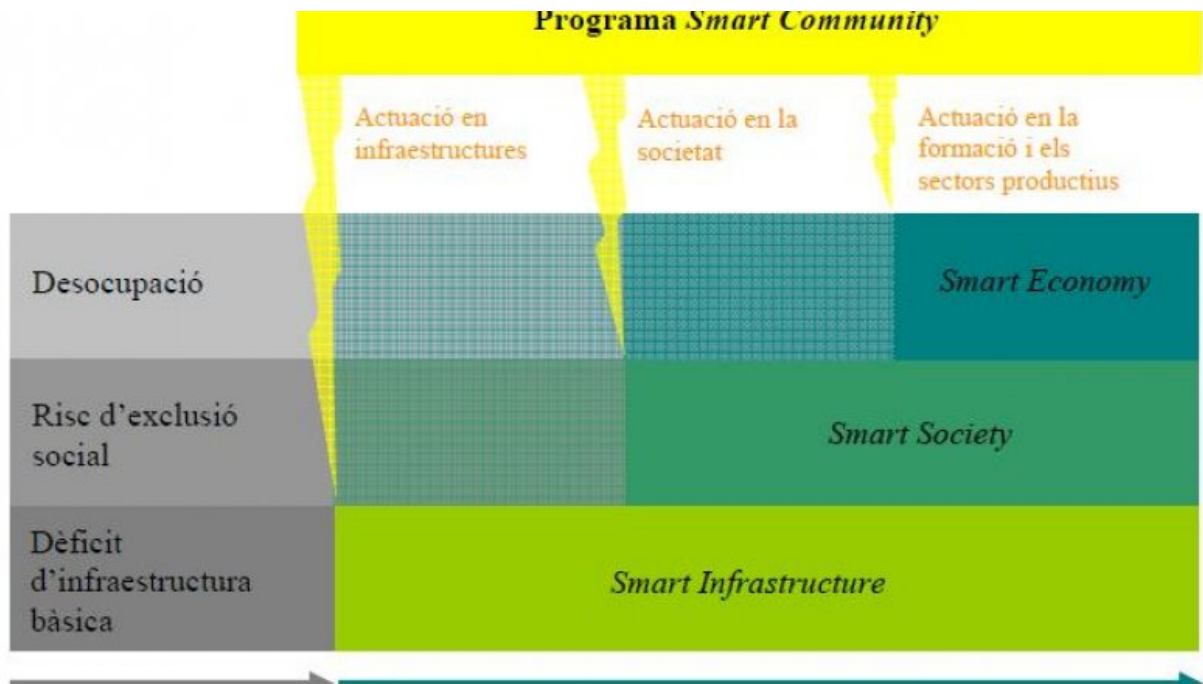 Programa Smart Community
Actuació en
infraestructures
Actuació en la
societat
Actuació en la
formació i els
sectors productius
Desocupació
Smart Economy
Risc d’exclusió
social
Smart Society
Dèficit
d’infraestructura
bàsica
Smart Infrastructure